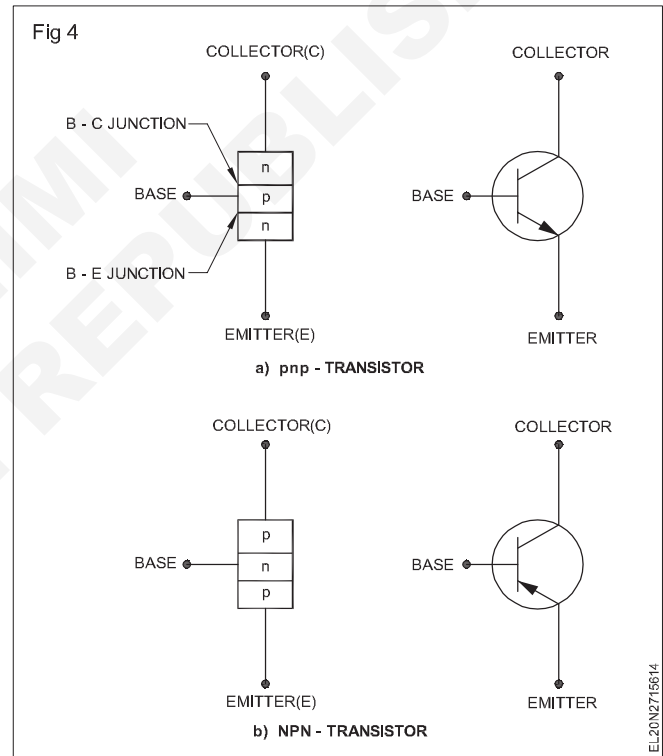 Fig 4
COLLECTOR(C)
COLLECTOR
B - C JUNCTION
n
BASE
p
BASE
n
B - E JUNCTION
EMITTER(E)
EMITTER
a) pnp - TRANSISTOR
COLLECTOR(C)
COLLECTOR
p
BASE
n
BASE
p
EMITTER(E)
EMITTER
b) NPN - TRANSISTOR
EL20N2715614